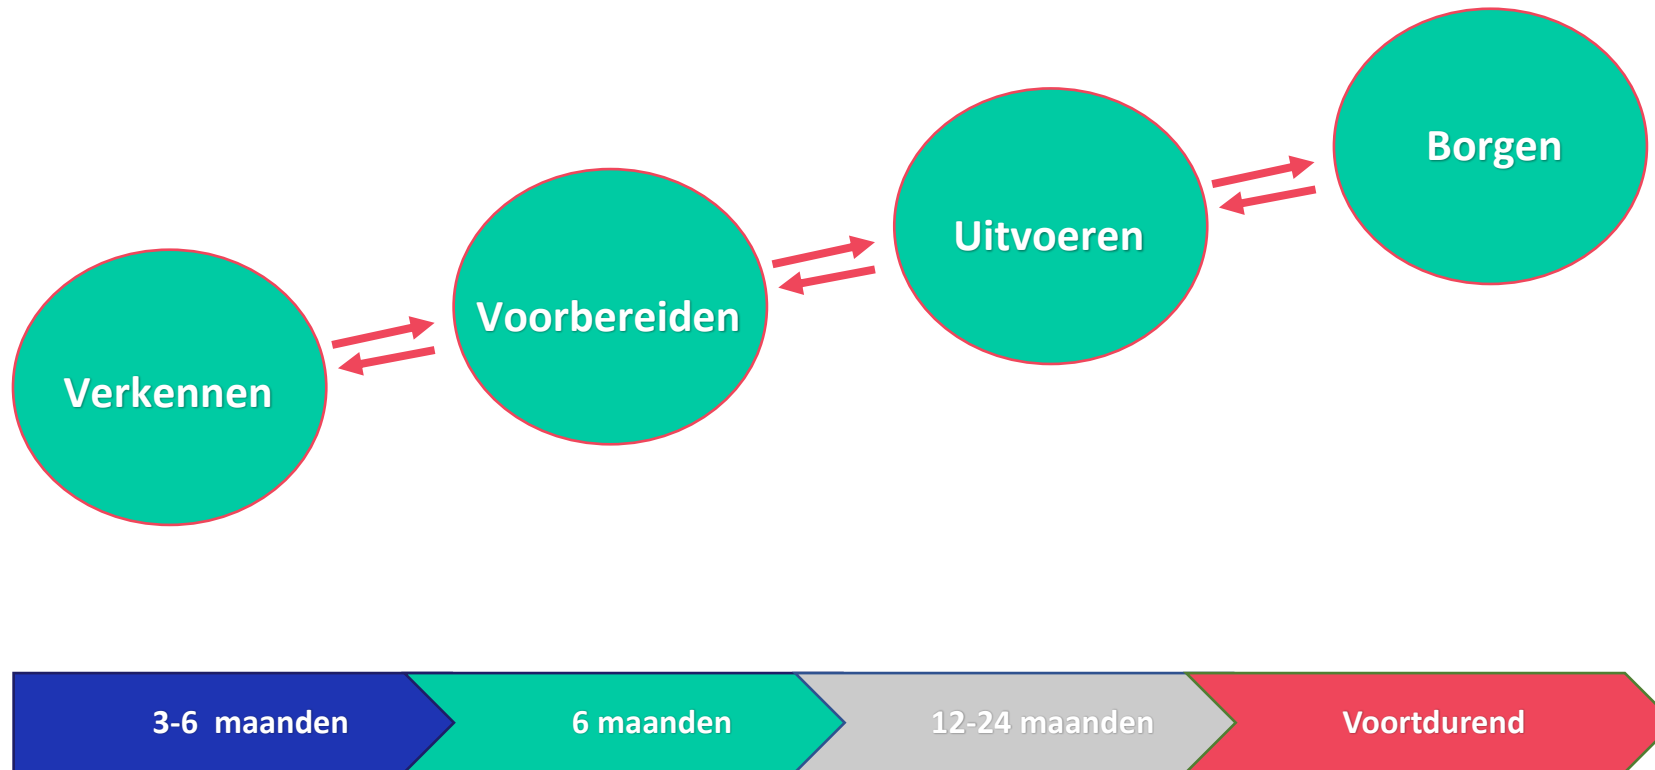 Verkennen
Voorbereiden
Uitvoeren
Borgen
3-6 maanden
6 maanden
12-24 maanden
Voortdurend